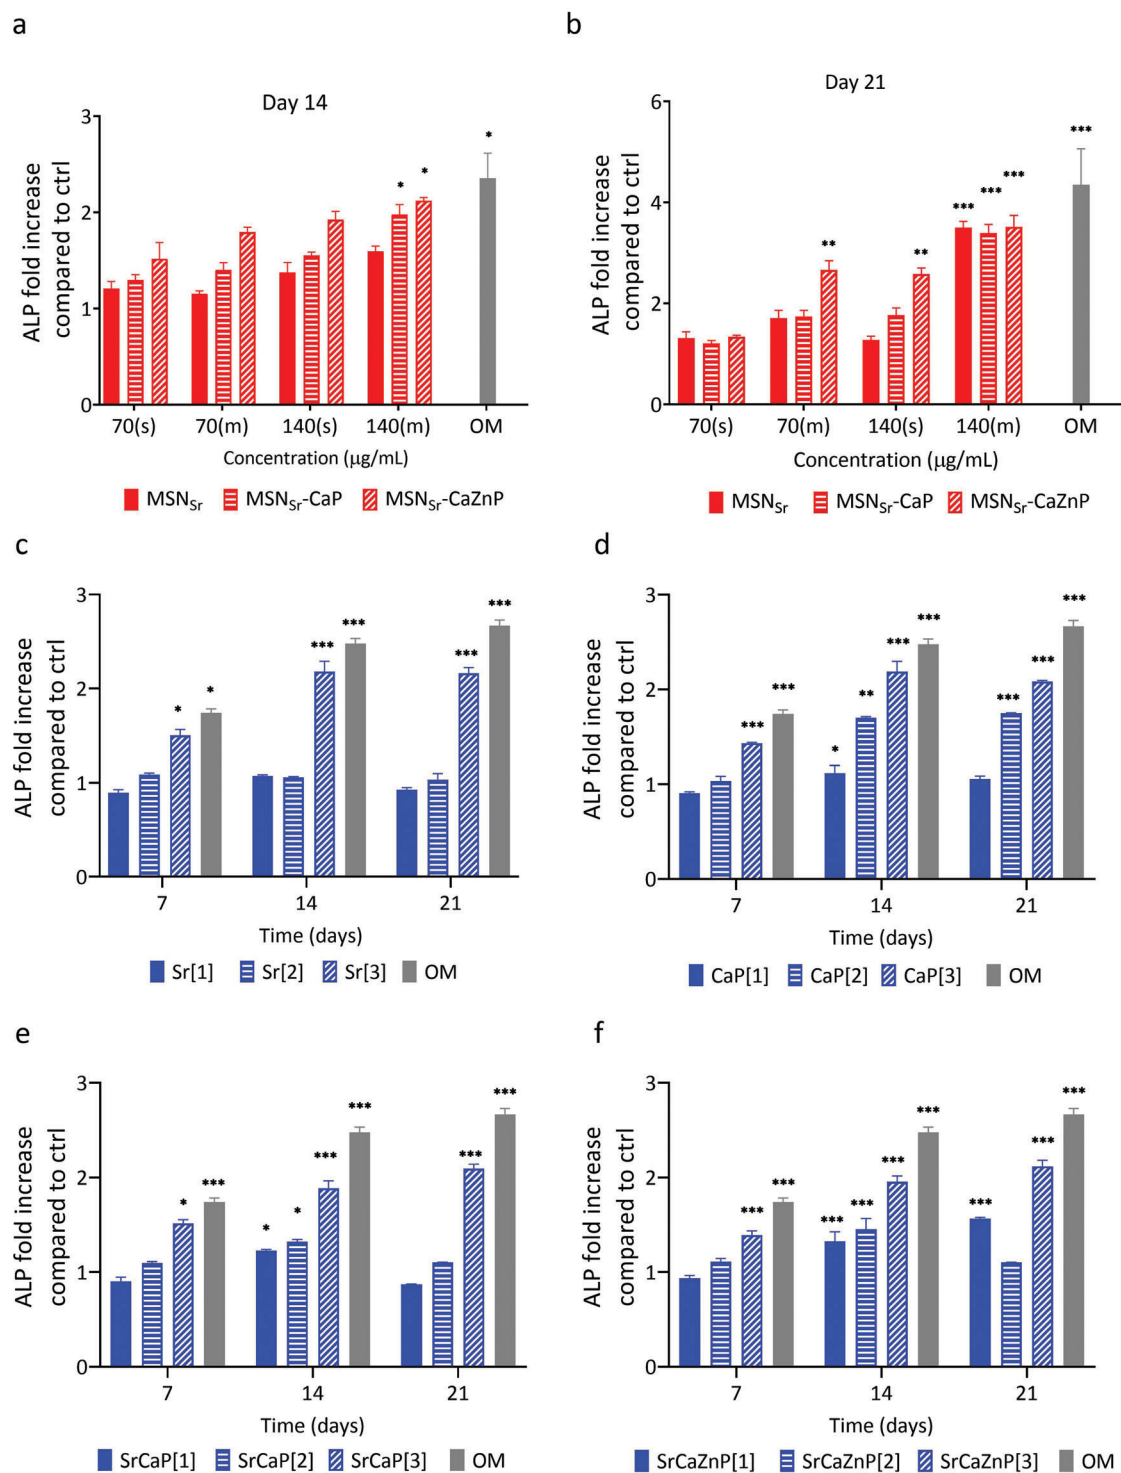 a
Day 14
ALP fold increase
compared to ctrl
3
2
1
0
*
*
*
70(s) 70(m) 140(s) 140(m) OM
Concentration (µg/mL)
MSNSr MSNSr-CaP MSNSr-CaZnP
b
Day 21
ALP fold increase
compared to ctrl
6
4
2
0
**
**
***
***
***
***
70(s) 70(m) 140(s) 140(m) OM
Concentration (µg/mL)
MSNSr MSNSr-CaP MSNSr-CaZnP
c
ALP fold increase
compared to ctrl
3
2
1
0
*
*
***
***
***
***
7 14 21
Time (days)
Sr[1] Sr[2] Sr[3] OM
d
ALP fold increase
compared to ctrl
3
2
1
0
***
***
*
**
***
***
***
***
***
7 14 21
Time (days)
CaP[1] CaP[2] CaP[3] OM
e
ALP fold increase
compared to ctrl
3
2
1
0
*
***
*
*
***
***
***
***
7 14 21
Time (days)
SrCaP[1] SrCaP[2] SrCaP[3] OM
f
ALP fold increase
compared to ctrl
3
2
1
0
***
***
***
***
***
***
***
***
***
7 14 21
Time (days)
SrCaZnP[1] SrCaZnP[2] SrCaZnP[3] OM